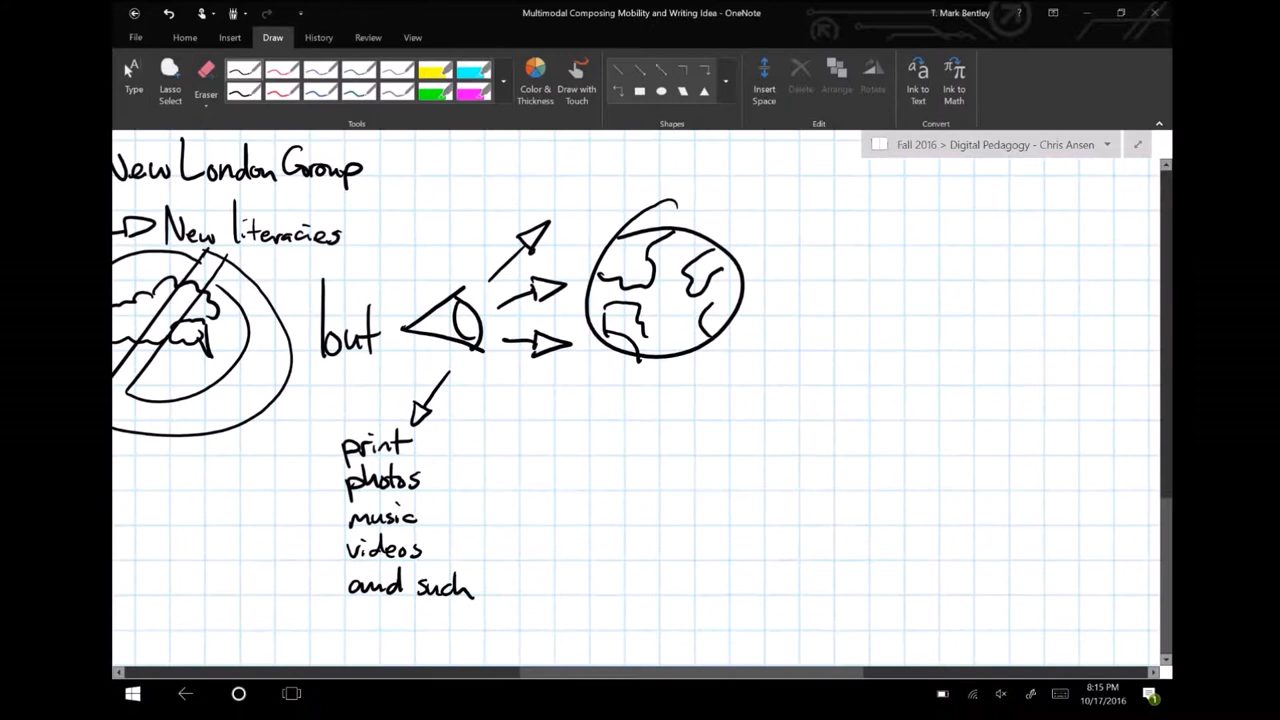 Multimodal Composing Mobility and Writing Idea - OneNote
T. Mark Bentley
?
File
Home
Insert
Draw
History
Review
View
Type
Lasso
Select
Eraser
Color &
Thickness
Draw with
Touch
Insert
Space
Delete
Arrange
Rotate
Ink to
Text
Ink to
Math
Tools
Shapes
Edit
Convert
Fall 2016 > Digital Pedagogy - Chris Ansen
New London Group
New literacies
but
print
photos
music
videos
and such
8:15 PM
10/17/2016
1